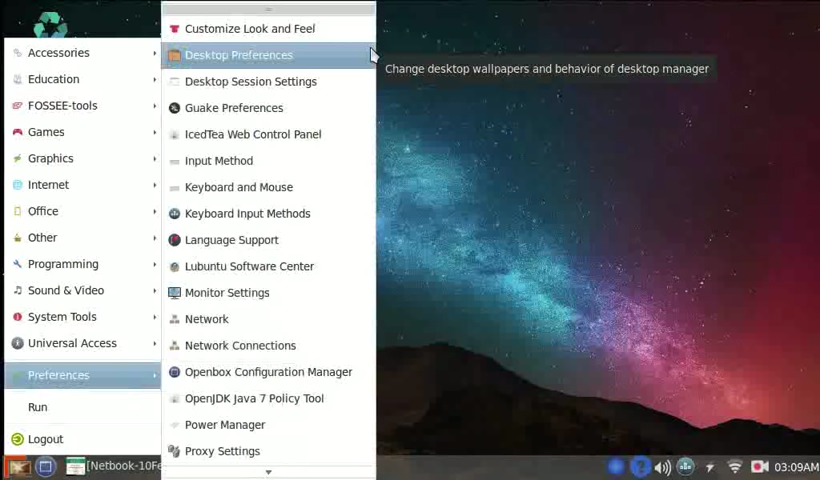 Accessories
Education
FOSSEE-tools
Games
Graphics
Internet
Office
Other
Programming
Sound & Video
System Tools
Universal Access
Preferences
Run
Logout
Customize Look and Feel
Desktop Preferences
Desktop Session Settings
Guake Preferences
IcedTea Web Control Panel
Input Method
Keyboard and Mouse
Keyboard Input Methods
Language Support
Lubuntu Software Center
Monitor Settings
Network
Network Connections
Openbox Configuration Manager
OpenJDK Java 7 Policy Tool
Power Manager
Proxy Settings
Change desktop wallpapers and behavior of desktop manager
[Netbook-10Fe
03:09AM